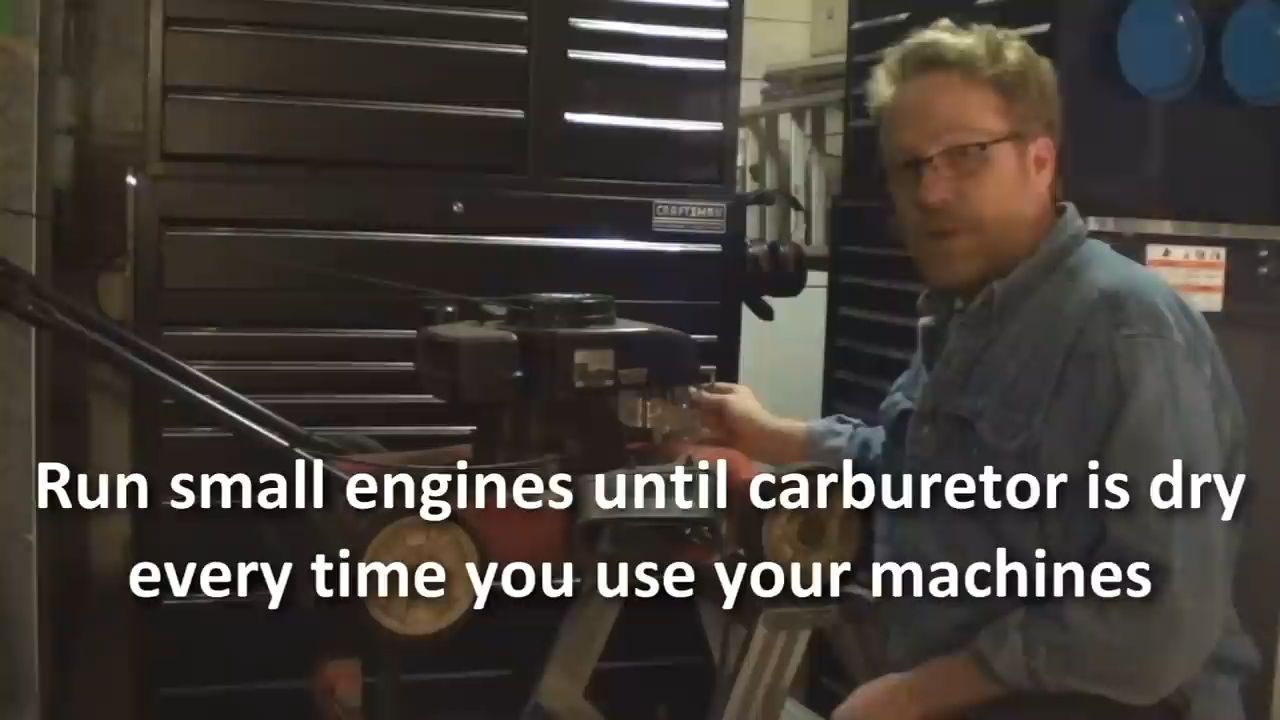 CRAFTSMAN
Run small engines until carburetor is dry
every time you use your machines